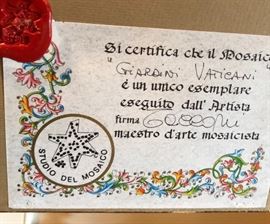 Si certifica che il Mosaico
"GIARDINI VATICANI
è un unico esemplare
eseguito dall'Artista
firma
maestro d'arte mosaicista
STUDIO DEL MOSAICO